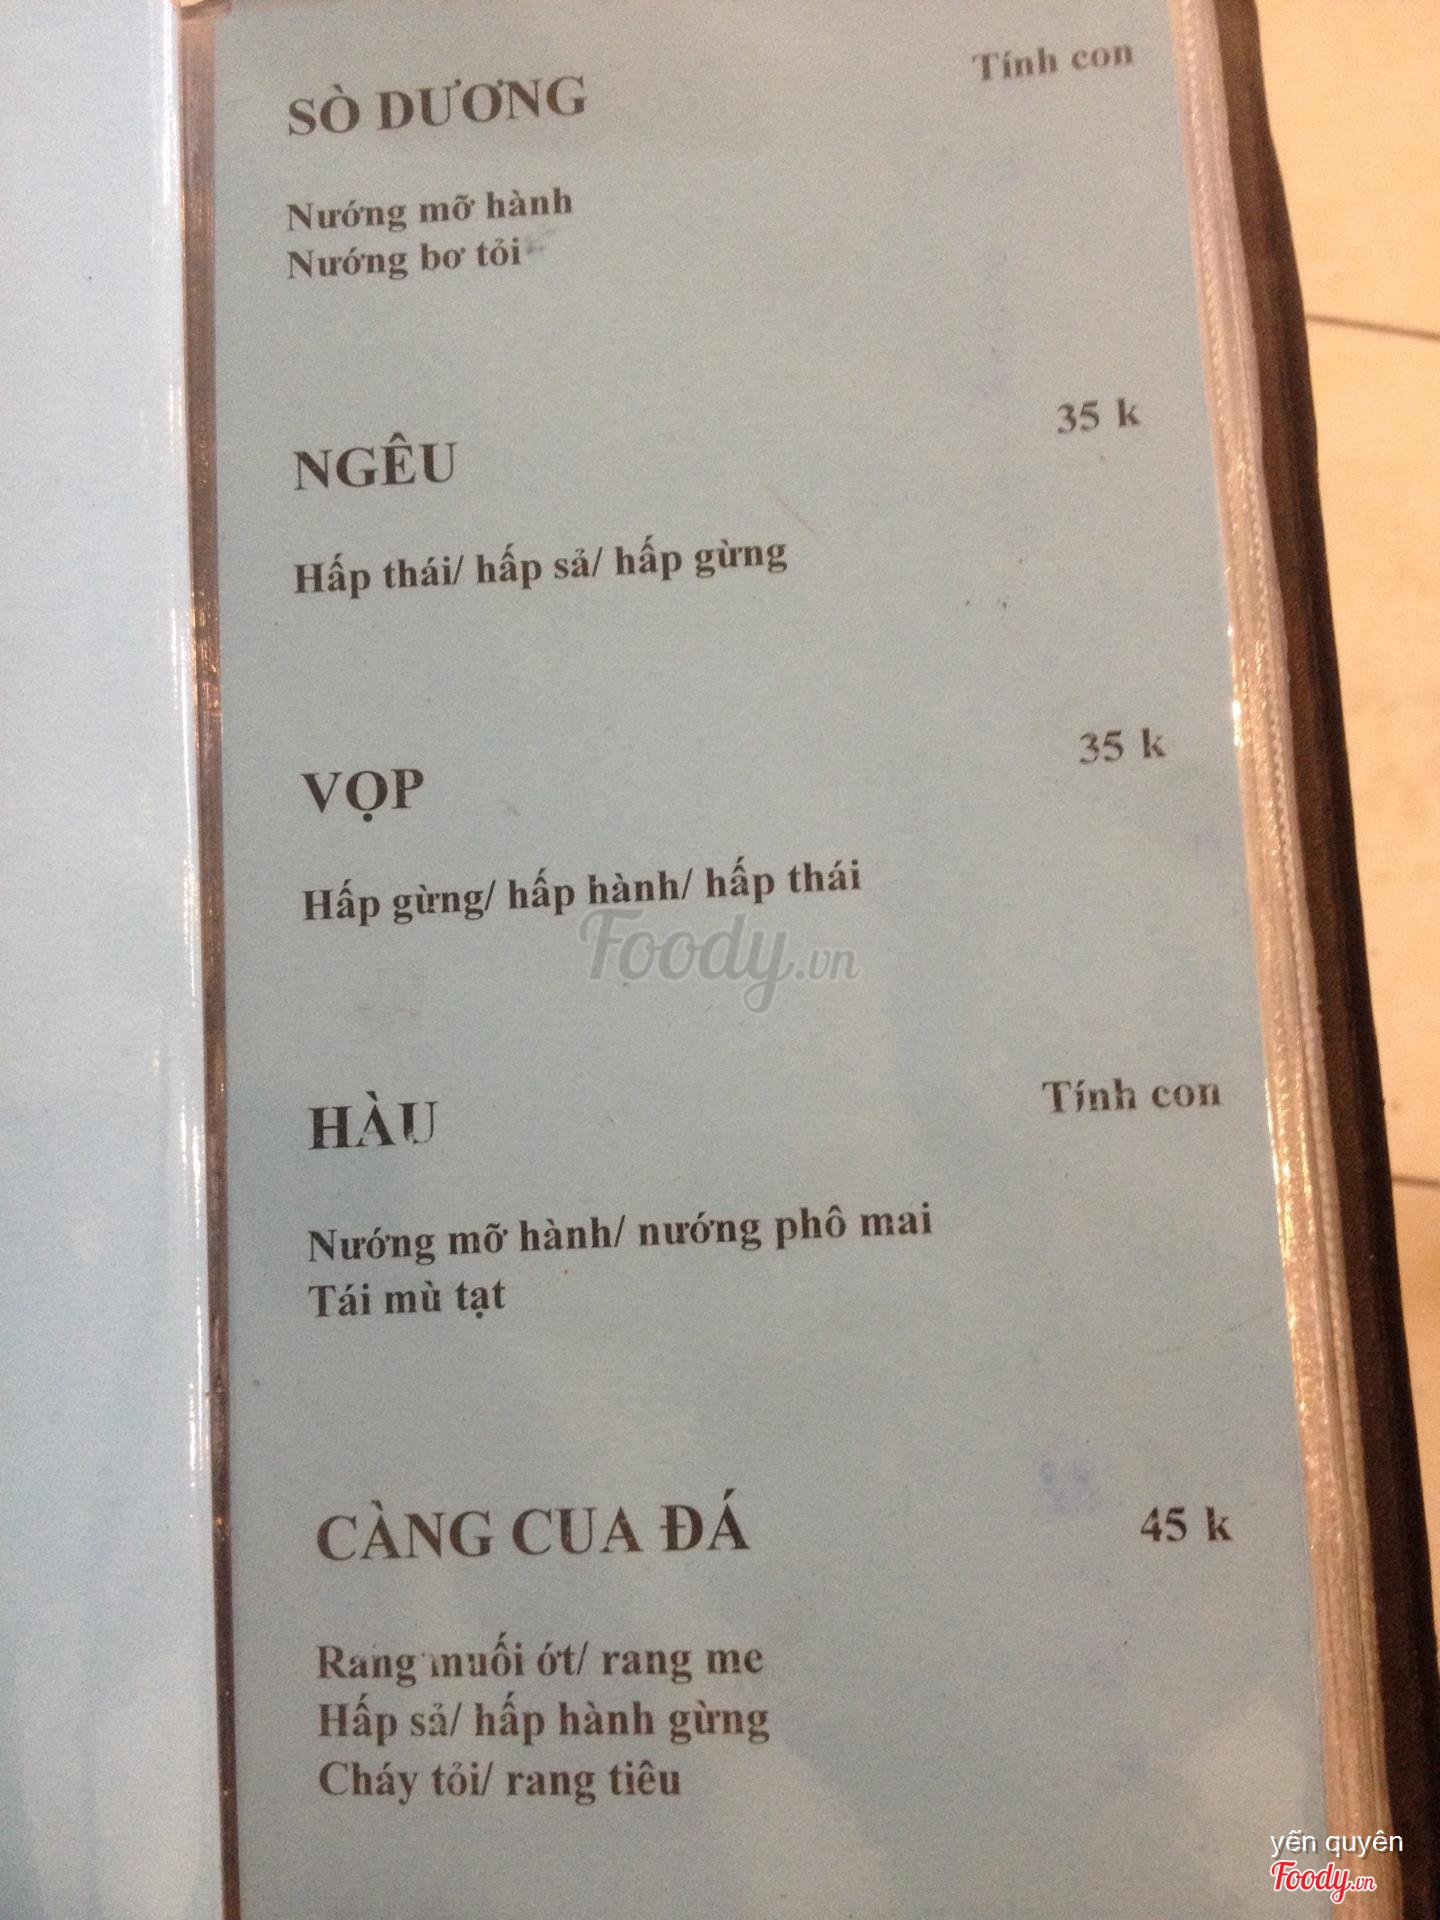 Tính con
SÒ DƯƠNG
Nướng mỡ hành
Nướng bơ tỏi
35 k
NGÊU
Hấp thái/ hấp sả/ hấp gừng
35 k
VỌP
Hấp gừng/ hấp hành/ hấp thái
Foody.vn
Tính con
HÀU
Nướng mỡ hành/ nướng phô mai
Tái mù tạt
CÀNG CUA ĐÁ
45 k
Rang muối ớt/ rang me
Hấp sả/ hấp hành gừng
Cháy tỏi/ rang tiêu
yến quyên
Foody.vn